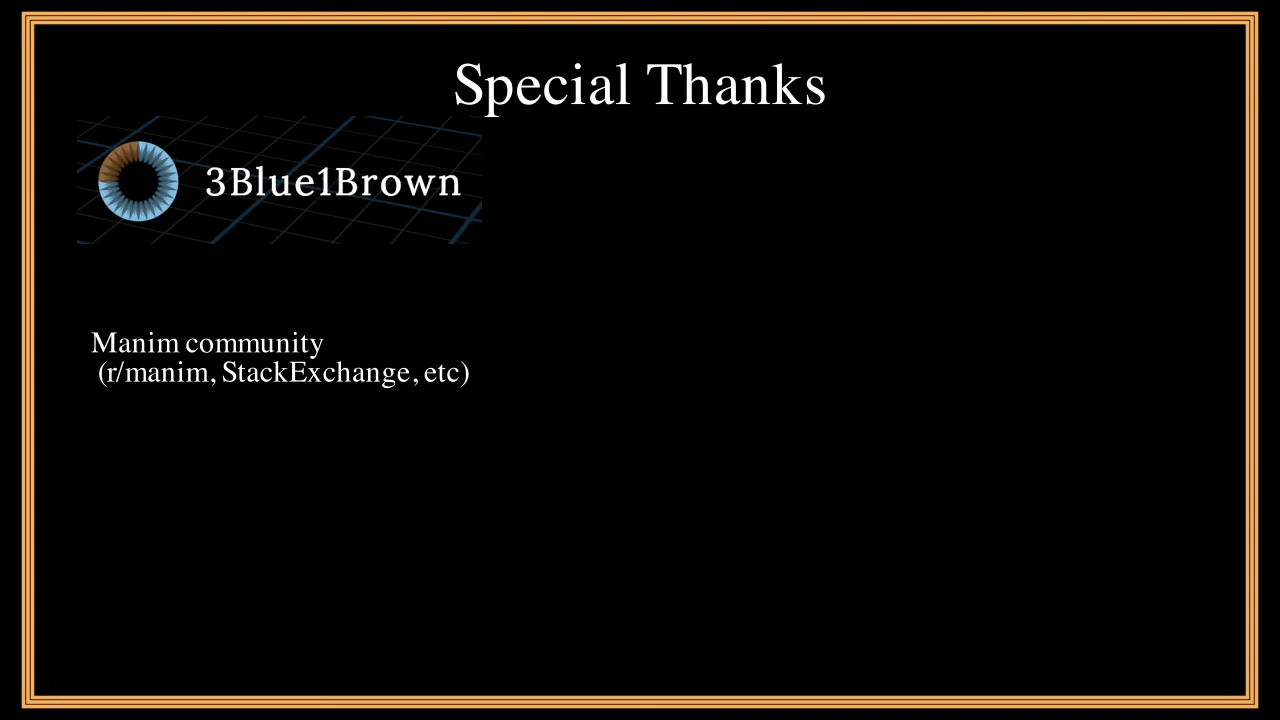 Special Thanks
3Blue1Brown
Manim community
(r/manim, StackExchange, etc)